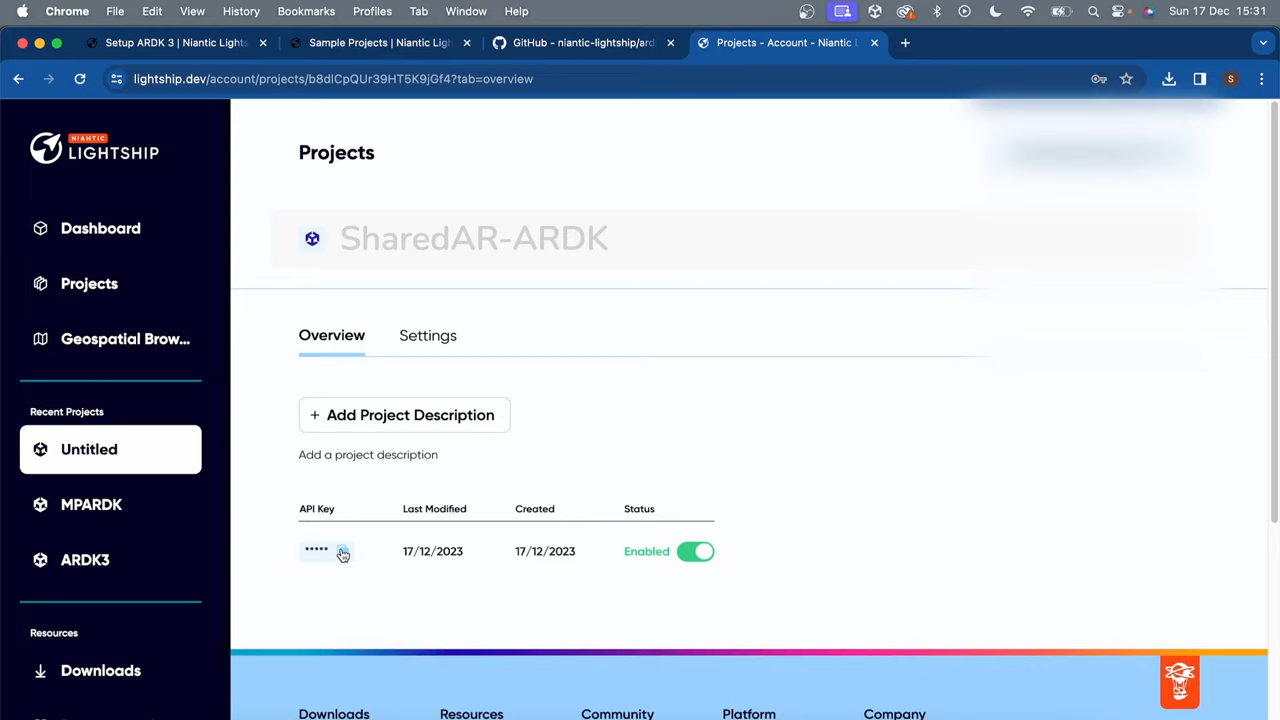 Chrome File Edit View History Bookmarks Profiles Tab Window Help Sun 17 Dec 15:31
Setup ARDK 3 | Niantic Lights Sample Projects | Niantic Ligh GitHub - niantic-lightship/ard Projects - Account - Niantic L
lightship.dev/account/projects/b8dlCpQUr39HT5K9jGf4?tab=overview S
NIANTIC
LIGHTSHIP
Dashboard
Projects
Geospatial Brow...
Recent Projects
Untitled
MPARDK
ARDK3
Resources
Downloads
Projects
SharedAR-ARDK
Overview Settings
+ Add Project Description
Add a project description
API Key Last Modified Created Status
***** 17/12/2023 17/12/2023 Enabled
Downloads Resources Community Platform Company